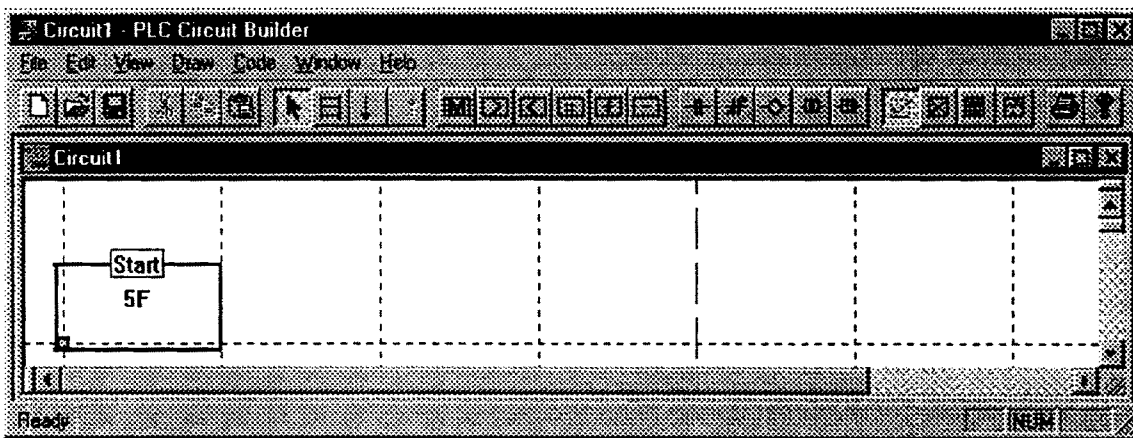 Circuit1 - PLC Circuit Builder
File Edit View Draw Code Window Help
Circuit1
Start
5F
Ready
NUM